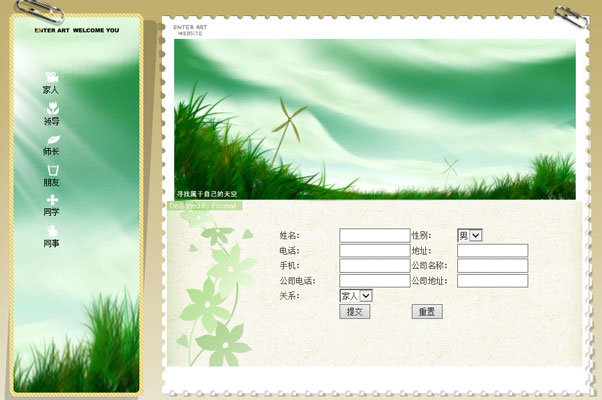 ENTER ART WELCOME YOU
家人
领导
师长
朋友
同学
同事
ENTER ART
WEBSITE
寻找属于自己的天空
Designed by Foxmail
姓名: 性别: 男
电话: 地址:
手机: 公司名称:
公司电话: 公司地址:
关系: 家人
提交 重置